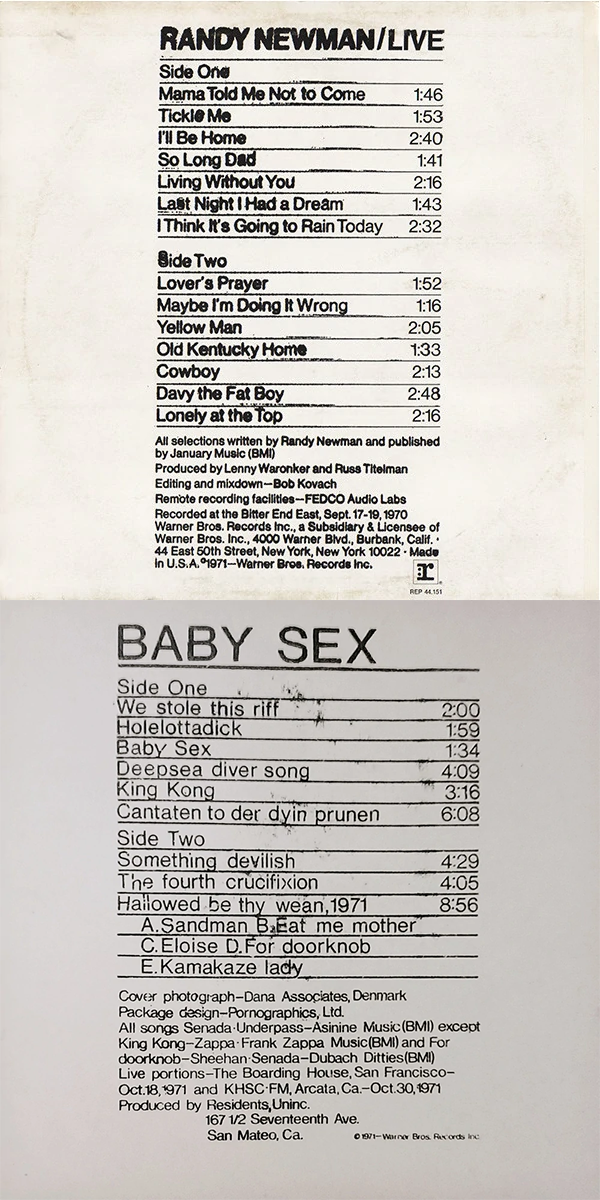 RANDY NEWMAN/LIVE
Side One
Mama Told Me Not to Come 1:46
Tickle Me 1:53
I'll Be Home 2:40
So Long Dad 1:41
Living Without You 2:16
Last Night I Had a Dream 1:43
I Think It's Going to Rain Today 2:32
Side Two
Lover's Prayer 1:52
Maybe I'm Doing It Wrong 1:16
Yellow Man 2:05
Old Kentucky Home 1:33
Cowboy 2:13
Davy the Fat Boy 2:48
Lonely at the Top 2:16
All selections written by Randy Newman and published
by January Music (BMI)
Produced by Lenny Waronker and Russ Titelman
Editing and mixdown—Bob Kovach
Remote recording facilities—FEDCO Audio Labs
Recorded at the Bitter End East, Sept. 17-19, 1970
Warner Bros. Records Inc., a Subsidiary & Licensee of
Warner Bros. Inc., 4000 Warner Blvd., Burbank, Calif. ·
44 East 50th Street, New York, New York 10022 · Made
in U.S.A. ℗1971—Warner Bros. Records Inc.
r:
REP 44.151
BABY SEX
Side One
We stole this riff 2:00
Holelottadick 1:59
Baby Sex 1:34
Deepsea diver song 4:09
King Kong 3:16
Cantaten to der dyin prunen 6:08
Side Two
Something devilish 4:29
The fourth crucifixion 4:05
Hallowed be thy wean,1971 8:56
A.Sandman B.Eat me mother
C.Eloise D.For doorknob
E.Kamakaze lady
Cover photograph—Dana Associates, Denmark
Package design—Pornographics, Ltd.
All songs Senada·Underpass—Asinine Music(BMI) except
King Kong—Zappa·Frank Zappa Music(BMI) and For
doorknob—Sheehan·Senada—Dubach Ditties(BMI)
Live portions—The Boarding House, San Francisco—
Oct.18,1971 and KHSC·FM, Arcata, Ca.—Oct.30,1971
Produced by Residents, Uninc.
167 1/2 Seventeenth Ave.
San Mateo, Ca. ©1971—Warner Bros. Records Inc.